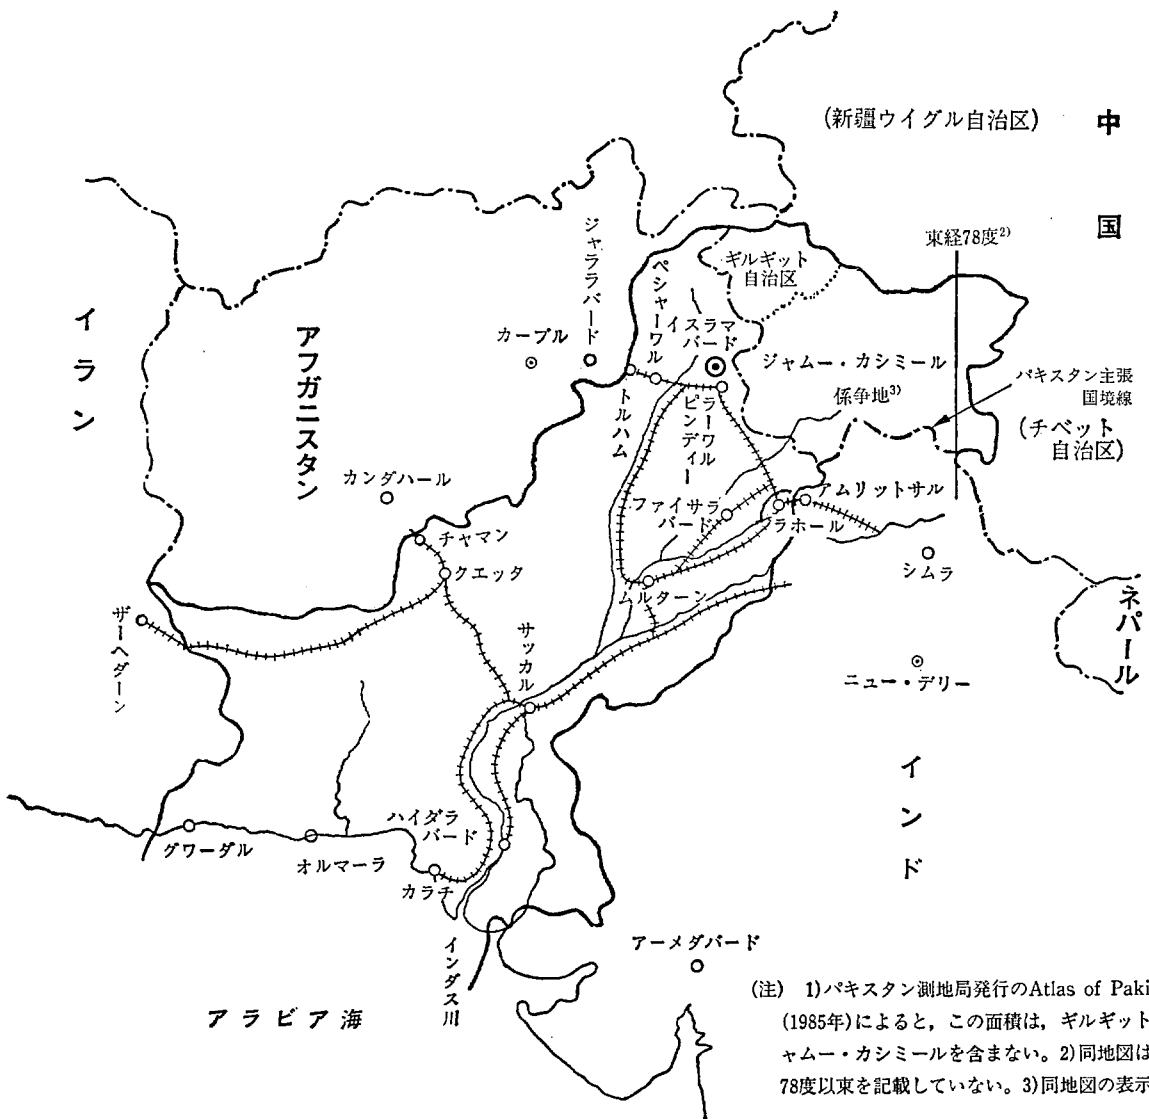 (新疆ウイグル自治区)
中国
東経78度2)
ギルギット
自治区
ジャララバード
ペシャーワル
イスラマ
バード
カーブル
イラン
アフガニスタン
ジャムー・カシミール
係争地3)
パキスタン主張
国境線
(チベット
自治区)
トルハム
ラーワル
ピンディー
カンダハール
ファイサラ
バード
アムリットサル
ラホール
チャマン
クエッタ
シムラ
ムルターン
ネパール
ザーヘダーン
サッカル
ニュー・デリー
インド
ハイダラ
バード
グワーダル
オルマーラ
カラチ
インダス川
アーメダバード
アラビア海
(注) 1)パキスタン測地局発行のAtlas of Paki
(1985年)によると,この面積は,ギルギット
ャムー・カシミールを含まない。2)同地図は
78度以東を記載していない。3)同地図の表示